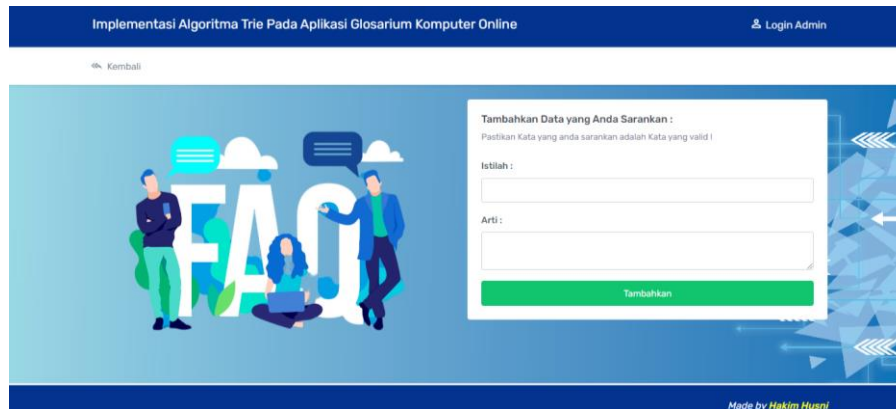 Implementasi Algoritma Trie Pada Aplikasi Glosarium Komputer Online
Login Admin
Kembali
FAQ
Tambahkan Data yang Anda Sarankan :
Pastikan Kata yang anda sarankan adalah Kata yang valid !
Istilah :
Arti :
Tambahkan
Made by Hakim Husni